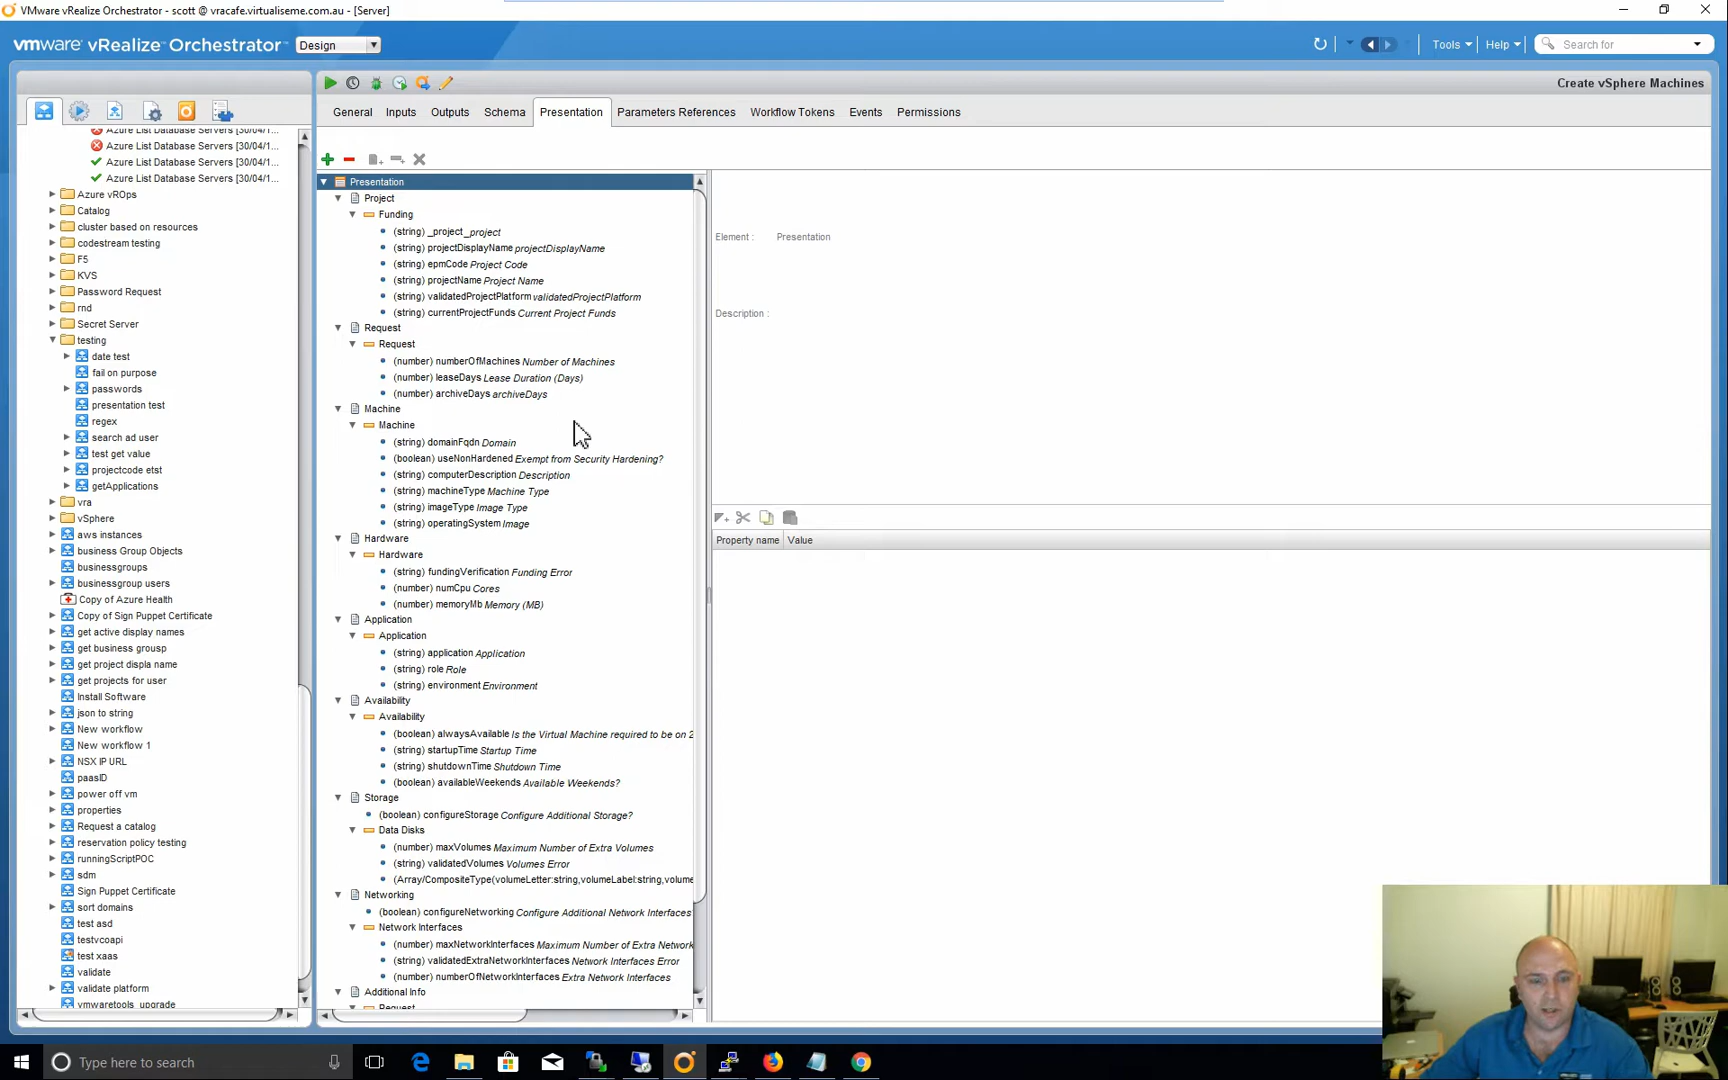 VMware vRealize Orchestrator - scott @ vracafe.virtualiseme.com.au - [Server]
vmware vRealize Orchestrator
Design
Tools
Help
Search for
Create vSphere Machines
General
Inputs
Outputs
Schema
Presentation
Parameters References
Workflow Tokens
Events
Permissions
Azure List Database Servers [30/04/1...
Azure List Database Servers [30/04/1...
Azure List Database Servers [30/04/1...
Azure List Database Servers [30/04/1...
Azure vROps
Catalog
cluster based on resources
codestream testing
F5
KVS
Password Request
rnd
Secret Server
testing
date test
fail on purpose
passwords
presentation test
regex
search ad user
test get value
projectcode etst
getApplications
vra
vSphere
aws instances
business Group Objects
businessgroups
businessgroup users
Copy of Azure Health
Copy of Sign Puppet Certificate
get active display names
get business grousp
get project displa name
get projects for user
Install Software
json to string
New workflow
New workflow 1
NSX IP URL
paasID
power off vm
properties
Request a catalog
reservation policy testing
runningScriptPOC
sdm
Sign Puppet Certificate
sort domains
test asd
testvcoapi
test xaas
validate
validate platform
vmwaretools_upgrade
Presentation
Project
Funding
(string) _project _project
(string) projectDisplayName projectDisplayName
(string) epmCode Project Code
(string) projectName Project Name
(string) validatedProjectPlatform validatedProjectPlatform
(string) currentProjectFunds Current Project Funds
Request
Request
(number) numberOfMachines Number of Machines
(number) leaseDays Lease Duration (Days)
(number) archiveDays archiveDays
Machine
Machine
(string) domainFqdn Domain
(boolean) useNonHardened Exempt from Security Hardening?
(string) computerDescription Description
(string) machineType Machine Type
(string) imageType Image Type
(string) operatingSystem Image
Hardware
Hardware
(string) fundingVerification Funding Error
(number) numCpu Cores
(number) memoryMb Memory (MB)
Application
Application
(string) application Application
(string) role Role
(string) environment Environment
Availability
Availability
(boolean) alwaysAvailable Is the Virtual Machine required to be on 2
(string) startupTime Startup Time
(string) shutdownTime Shutdown Time
(boolean) availableWeekends Available Weekends?
Storage
(boolean) configureStorage Configure Additional Storage?
Data Disks
(number) maxVolumes Maximum Number of Extra Volumes
(string) validatedVolumes Volumes Error
(Array/CompositeType(volumeLetter:string,volumeLabel:string,volume
Networking
(boolean) configureNetworking Configure Additional Network Interfaces
Network Interfaces
(number) maxNetworkInterfaces Maximum Number of Extra Network
(string) validatedExtraNetworkInterfaces Network Interfaces Error
(number) numberOfNetworkInterfaces Extra Network Interfaces
Additional Info
Request
Element : Presentation
Description :
Property name Value
Type here to search